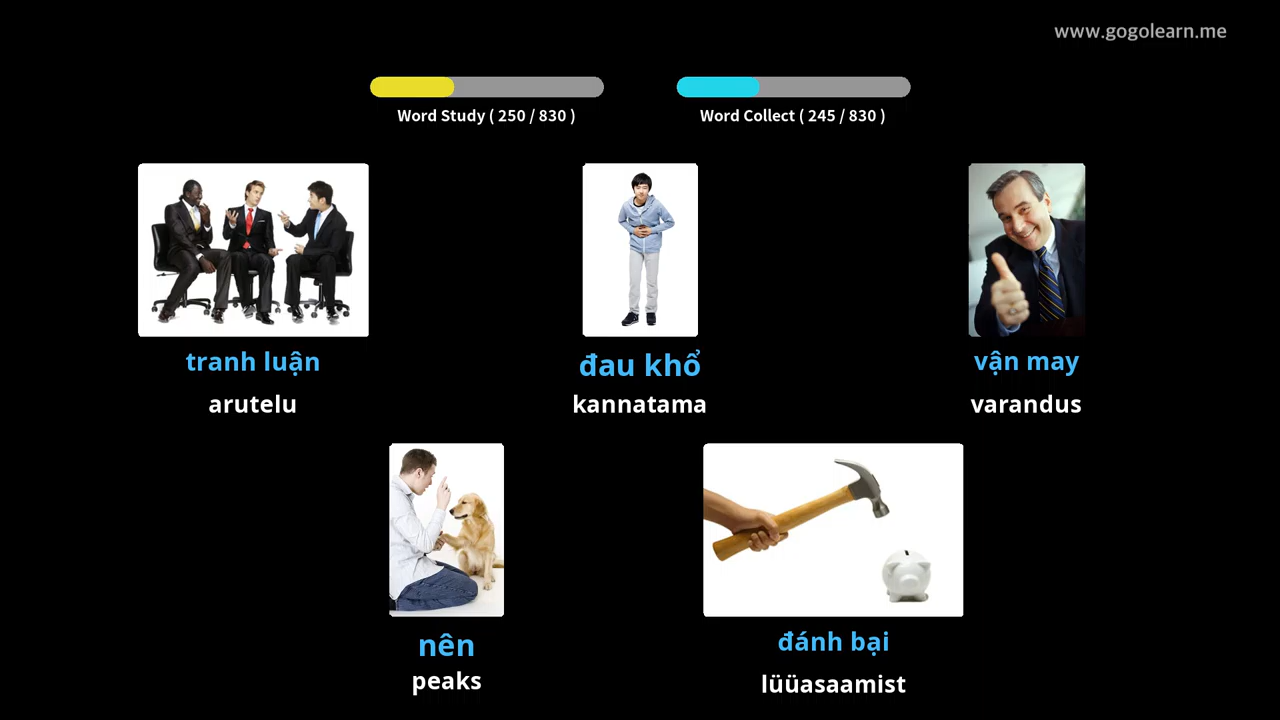 www.gogolearn.me
Word Study ( 250 / 830 )
Word Collect ( 245 / 830 )
tranh luận
arutelu
đau khổ
kannatama
vận may
varandus
nên
peaks
đánh bại
lüüasaamist